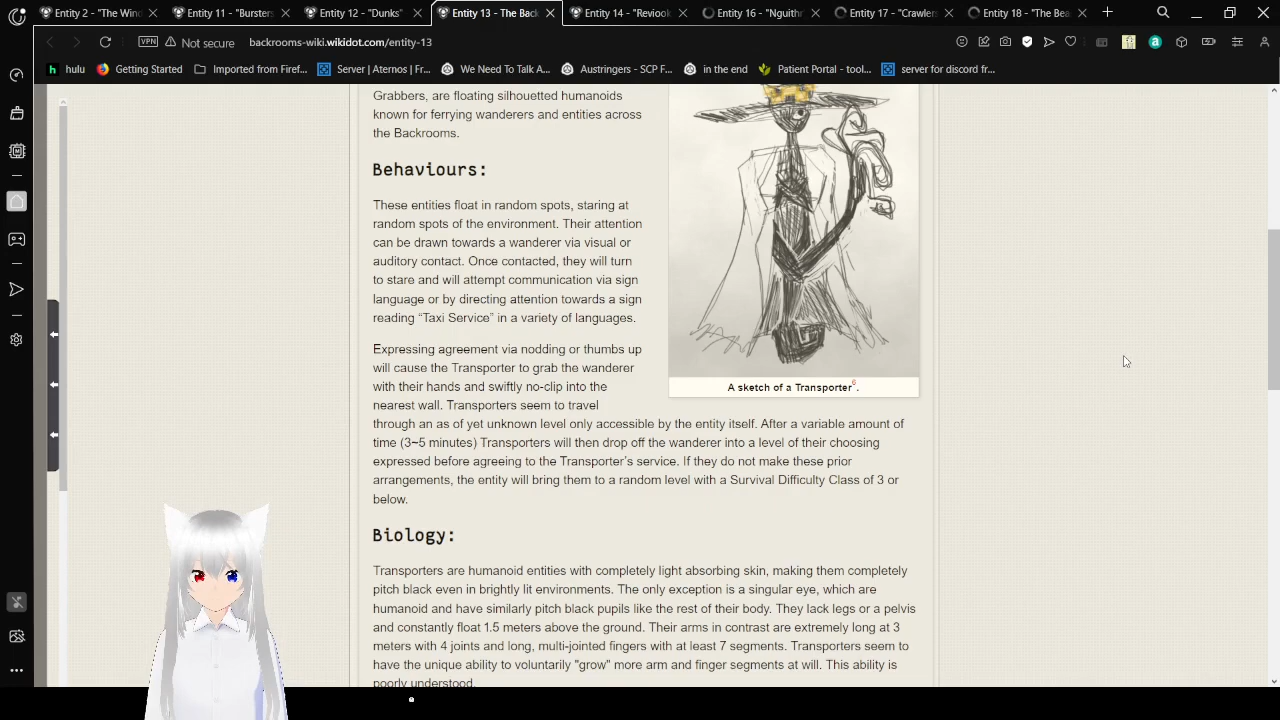 Entity 2 - "The Wind
Entity 11 - "Bursters
Entity 12 - "Dunks"
Entity 13 - The Back
Entity 14 - "Reviook
Entity 16 - "Nguithr
Entity 17 - "Crawlers
Entity 18 - "The Bea
VPN
Not secure
backrooms-wiki.wikidot.com/entity-13
hulu
Getting Started
Imported from Firef...
Server | Aternos | Fr...
We Need To Talk A...
Austringers - SCP F...
in the end
Patient Portal - tool...
server for discord fr...
Grabbers, are floating silhouetted humanoids
known for ferrying wanderers and entities across
the Backrooms.
Behaviours:
These entities float in random spots, staring at
random spots of the environment. Their attention
can be drawn towards a wanderer via visual or
auditory contact. Once contacted, they will turn
to stare and will attempt communication via sign
language or by directing attention towards a sign
reading “Taxi Service” in a variety of languages.
Expressing agreement via nodding or thumbs up
will cause the Transporter to grab the wanderer
with their hands and swiftly no-clip into the
nearest wall. Transporters seem to travel
through an as of yet unknown level only accessible by the entity itself. After a variable amount of
time (3~5 minutes) Transporters will then drop off the wanderer into a level of their choosing
expressed before agreeing to the Transporter’s service. If they do not make these prior
arrangements, the entity will bring them to a random level with a Survival Difficulty Class of 3 or
below.
A sketch of a Transporter6.
Biology:
Transporters are humanoid entities with completely light absorbing skin, making them completely
pitch black even in brightly lit environments. The only exception is a singular eye, which are
humanoid and have similarly pitch black pupils like the rest of their body. They lack legs or a pelvis
and constantly float 1.5 meters above the ground. Their arms in contrast are extremely long at 3
meters with 4 joints and long, multi-jointed fingers with at least 7 segments. Transporters seem to
have the unique ability to voluntarily "grow" more arm and finger segments at will. This ability is
poorly understood